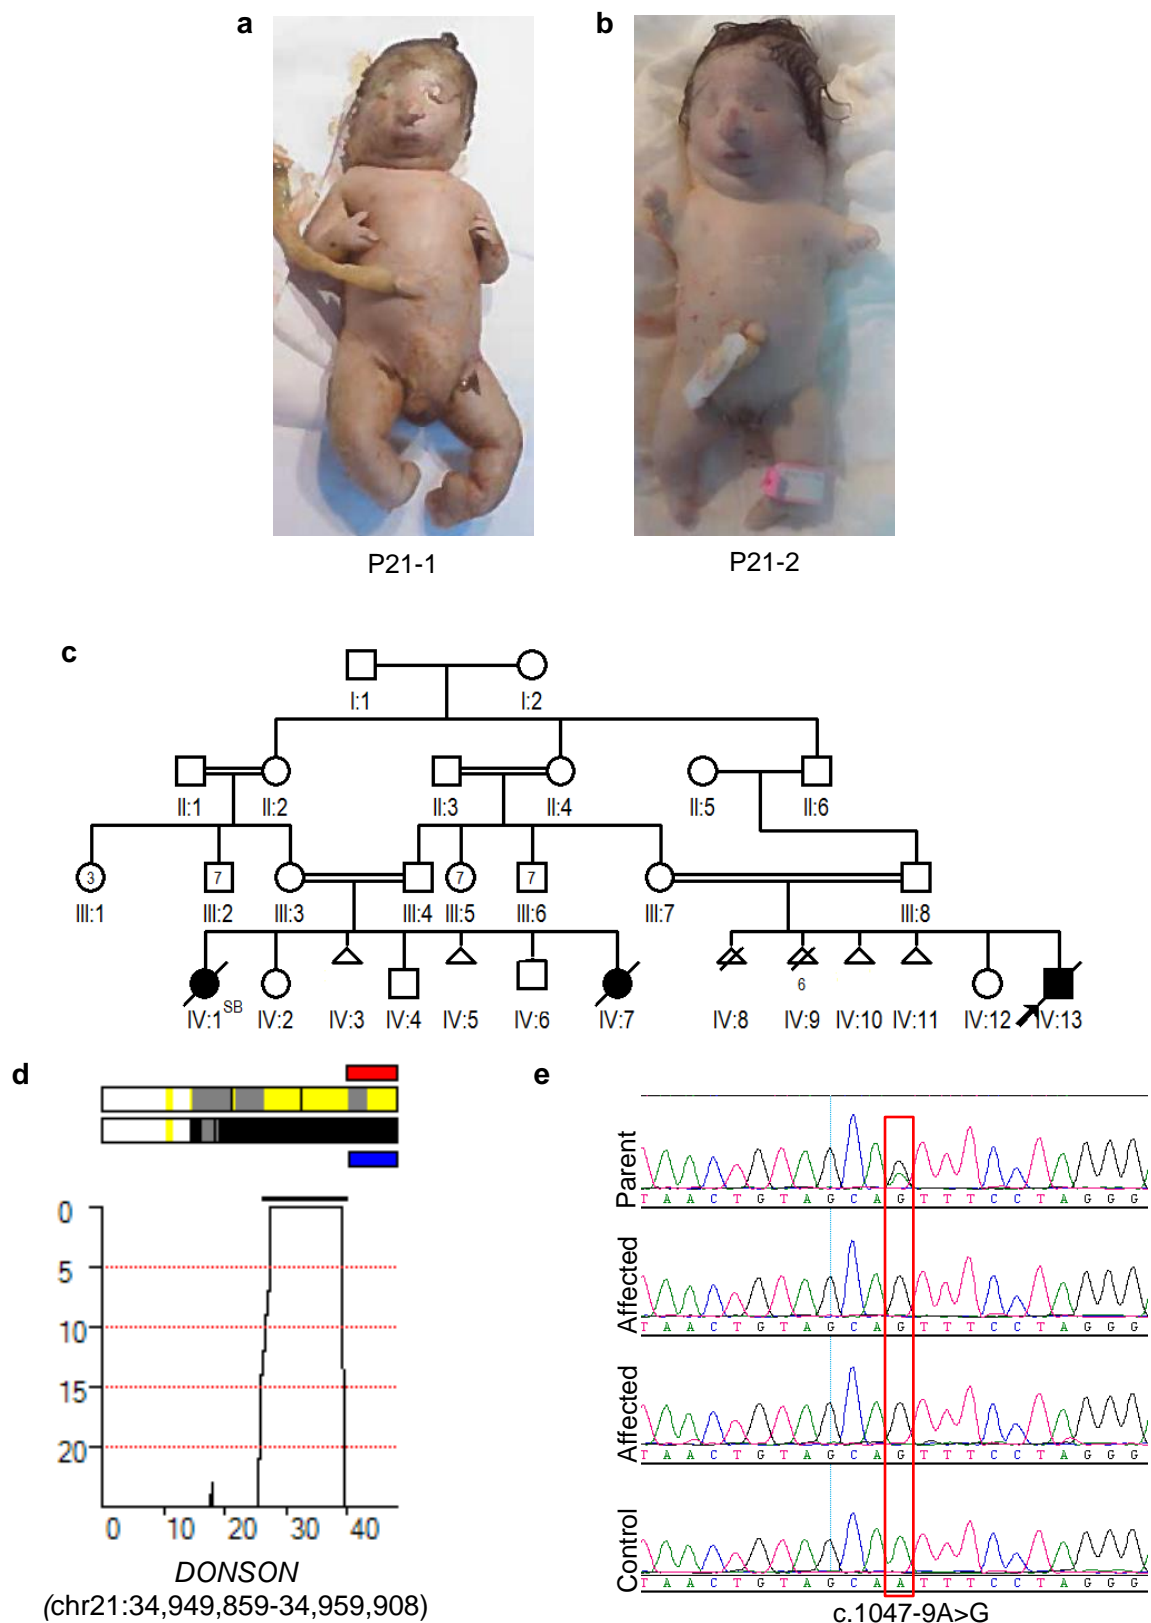 a
b
P21-1
P21-2
c
I:1
I:2
II:1
II:2
II:3
II:4
II:5
II:6
3
7
7
7
III:1
III:2
III:3
III:4
III:5
III:6
III:7
III:8
6
SB
IV:1
IV:2
IV:3
IV:4
IV:5
IV:6
IV:7
IV:8
IV:9
IV:10
IV:11
IV:12
IV:13
d
0
5
10
15
20
0
10
20
30
40
DONSON
(chr21:34,949,859-34,959,908)
e
Parent
T A A C T G T A G C A G T T T C C T A G G G
Affected
T A A C T G T A G C A G T T T C C T A G G G
Affected
T A A C T G T A G C A G T T T C C T A G G G
Control
T A A C T G T A G C A A T T T C C T A G G G
c.1047-9A>G